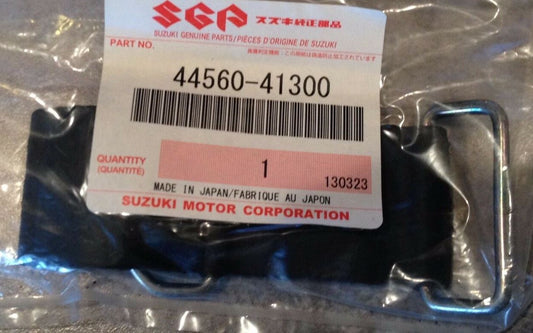 SGP スズキ純正部品
SUZUKI GENUINE PARTS/PIÈCES D'ORIGINE DE SUZUKI
PART NO.
44560-41300
QUANTITY 1
(QUANTITÉ)
130323
MADE IN JAPAN/FABRIQUE AU JAPON
SUZUKI MOTOR CORPORATION